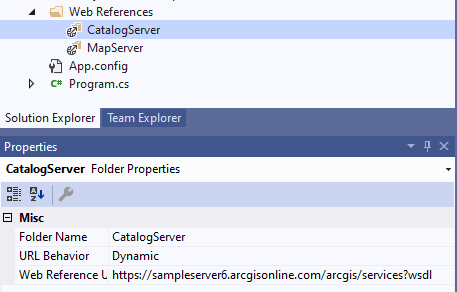 Web References
CatalogServer
MapServer
App.config
C# Program.cs
Solution Explorer Team Explorer
Properties
CatalogServer Folder Properties
Misc
Folder Name CatalogServer
URL Behavior Dynamic
Web Reference U https://sampleserver6.arcgisonline.com/arcgis/services?wsdl